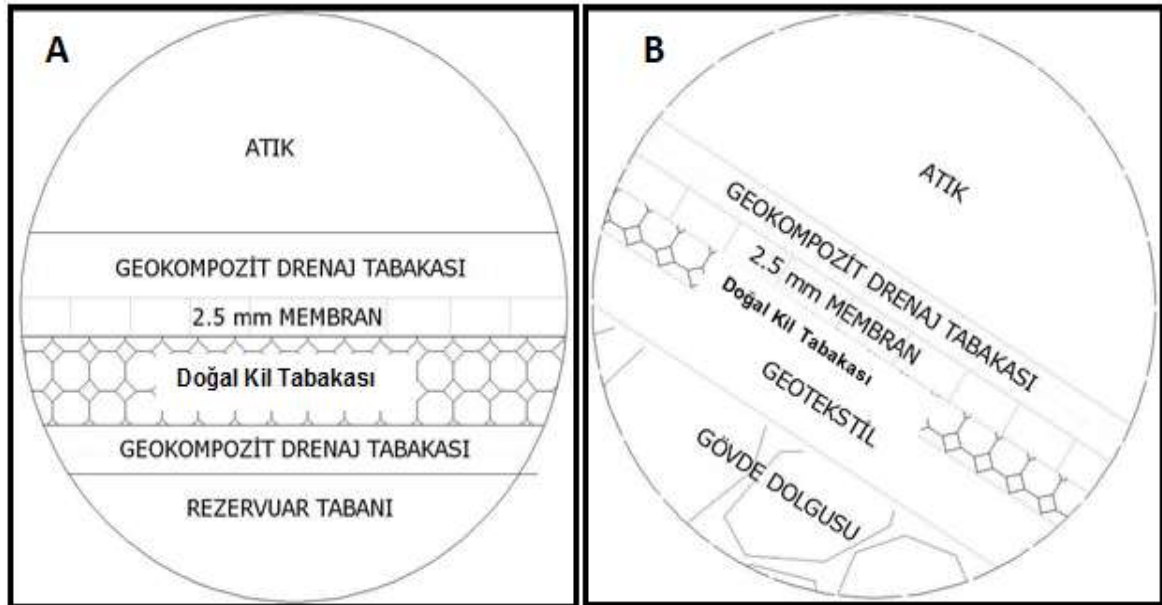 A
ATIK
GEOKOMPOZİT DRENAJ TABAKASI
2.5 mm MEMBRAN
Doğal Kil Tabakası
GEOKOMPOZİT DRENAJ TABAKASI
REZERVUAR TABANI
B
ATIK
GEOKOMPOZİT DRENAJ TABAKASI
2.5 mm MEMBRAN
Doğal Kil Tabakası
GEOTEKSTİL
GÖVDE DOLGUSU